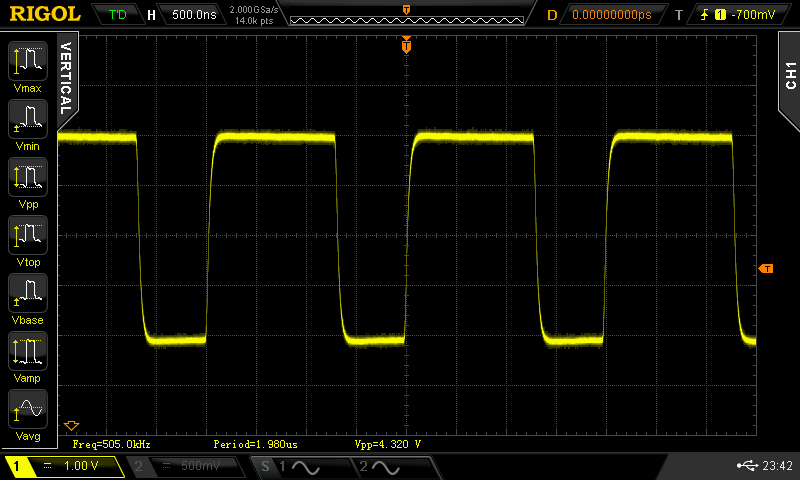 RIGOL T'D H 500.0ns 2.000GSa/s D 0.00000000ps T 1 -700mV
14.0k pts
T
VERTICAL
CH1
Vmax
Vmin
Vpp
Vtop
T
Vbase
Vamp
Vavg
Freq=505.0kHz Period=1.980us Vpp=4.320 V
1 1.00 V 2 500mV S 1 2 23:42